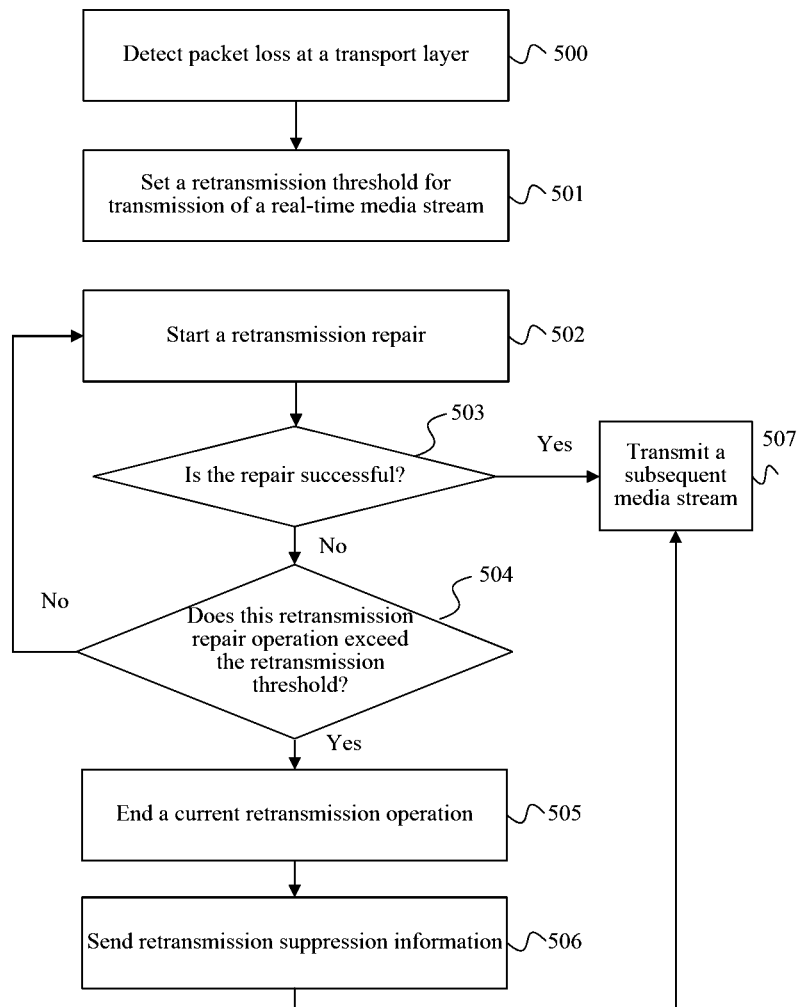 Detect packet loss at a transport layer
500
Set a retransmission threshold for
transmission of a real-time media stream
501
Start a retransmission repair
502
503
Is the repair successful?
Yes
Transmit a
subsequent
media stream
507
No
504
No
Does this retransmission
repair operation exceed
the retransmission
threshold?
Yes
End a current retransmission operation
505
Send retransmission suppression information
506